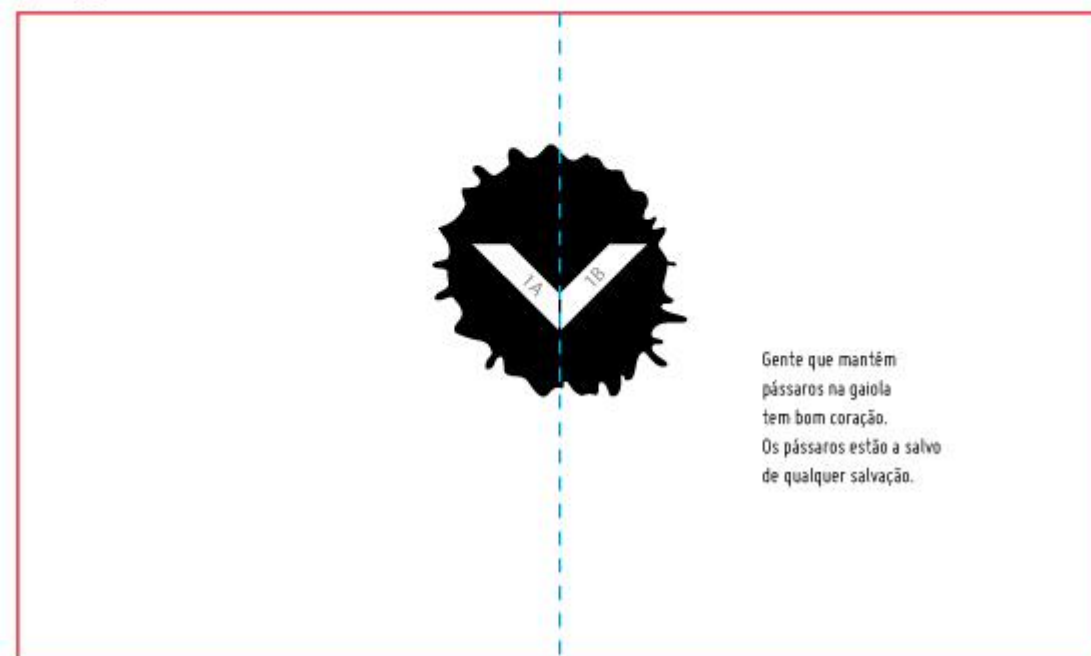 1A
1B
Gente que mantém
pássaros na gaiola
tem bom coração.
Os pássaros estão a salvo
de qualquer salvação.